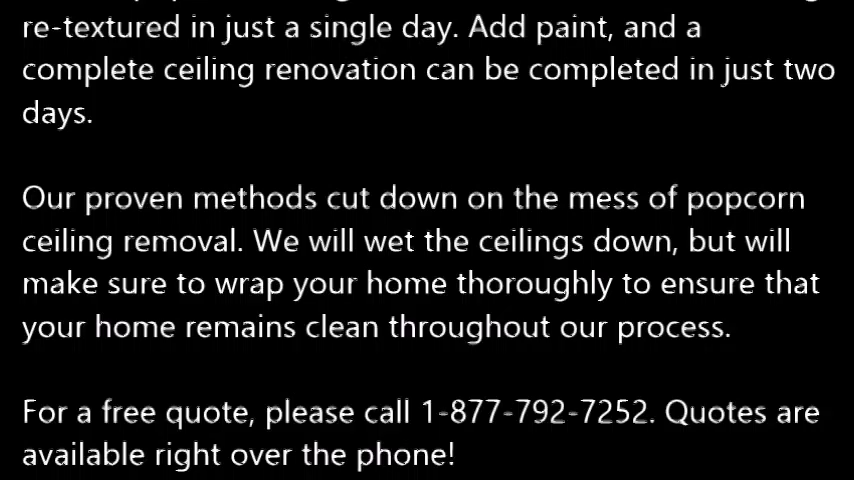 re-textured in just a single day. Add paint, and a
complete ceiling renovation can be completed in just two
days.
Our proven methods cut down on the mess of popcorn
ceiling removal. We will wet the ceilings down, but will
make sure to wrap your home thoroughly to ensure that
your home remains clean throughout our process.
For a free quote, please call 1-877-792-7252. Quotes are
available right over the phone!